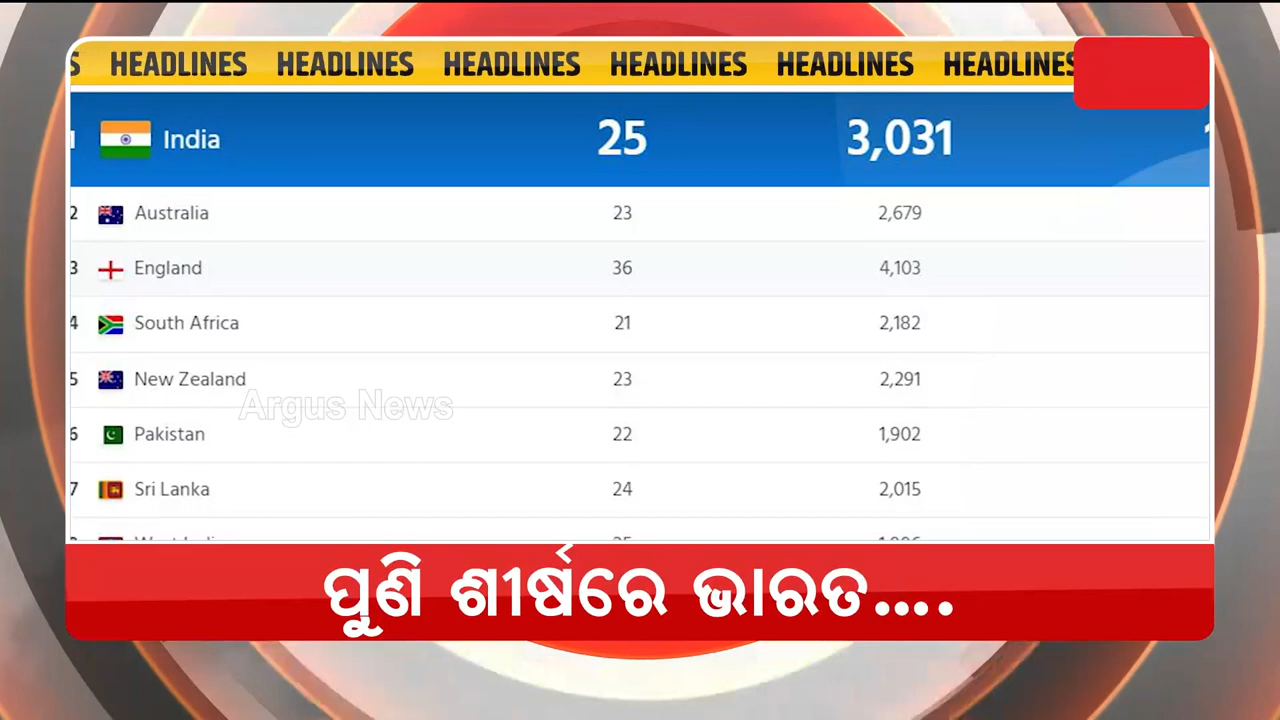 HEADLINES HEADLINES HEADLINES HEADLINES HEADLINES HEADLINES
India 25 3,031
2 Australia 23 2,679
3 England 36 4,103
4 South Africa 21 2,182
5 New Zealand 23 2,291
Argus News
6 Pakistan 22 1,902
7 Sri Lanka 24 2,015
ପୁଣି ଶୀର୍ଷରେ ଭାରତ....